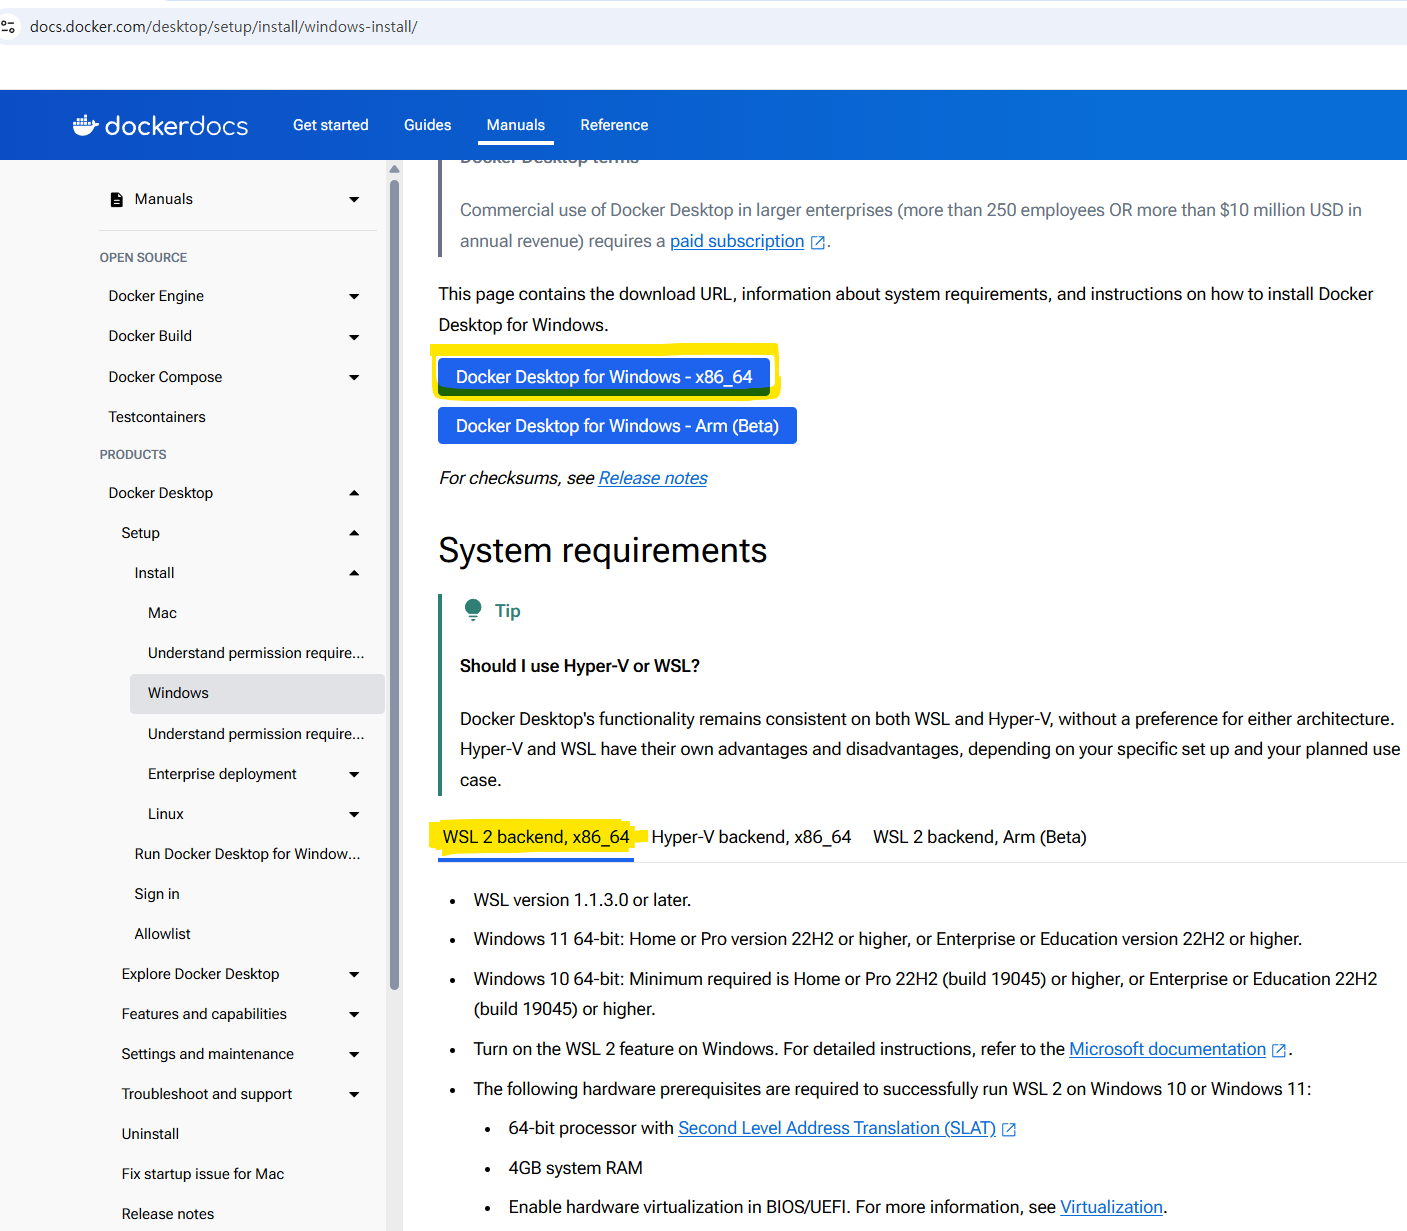 docs.docker.com/desktop/setup/install/windows-install/
dockerdocs
Get started
Guides
Manuals
Reference
Manuals
OPEN SOURCE
Docker Engine
Docker Build
Docker Compose
Testcontainers
PRODUCTS
Docker Desktop
Setup
Install
Mac
Understand permission require...
Windows
Understand permission require...
Enterprise deployment
Linux
Run Docker Desktop for Window...
Sign in
Allowlist
Explore Docker Desktop
Features and capabilities
Settings and maintenance
Troubleshoot and support
Uninstall
Fix startup issue for Mac
Release notes
Docker Desktop terms
Commercial use of Docker Desktop in larger enterprises (more than 250 employees OR more than $10 million USD in
annual revenue) requires a paid subscription.
This page contains the download URL, information about system requirements, and instructions on how to install Docker
Desktop for Windows.
Docker Desktop for Windows - x86_64
Docker Desktop for Windows - Arm (Beta)
For checksums, see Release notes
System requirements
Tip
Should I use Hyper-V or WSL?
Docker Desktop's functionality remains consistent on both WSL and Hyper-V, without a preference for either architecture.
Hyper-V and WSL have their own advantages and disadvantages, depending on your specific set up and your planned use
case.
WSL 2 backend, x86_64
Hyper-V backend, x86_64
WSL 2 backend, Arm (Beta)
• WSL version 1.1.3.0 or later.
• Windows 11 64-bit: Home or Pro version 22H2 or higher, or Enterprise or Education version 22H2 or higher.
• Windows 10 64-bit: Minimum required is Home or Pro 22H2 (build 19045) or higher, or Enterprise or Education 22H2
(build 19045) or higher.
• Turn on the WSL 2 feature on Windows. For detailed instructions, refer to the Microsoft documentation.
• The following hardware prerequisites are required to successfully run WSL 2 on Windows 10 or Windows 11:
• 64-bit processor with Second Level Address Translation (SLAT)
• 4GB system RAM
• Enable hardware virtualization in BIOS/UEFI. For more information, see Virtualization.